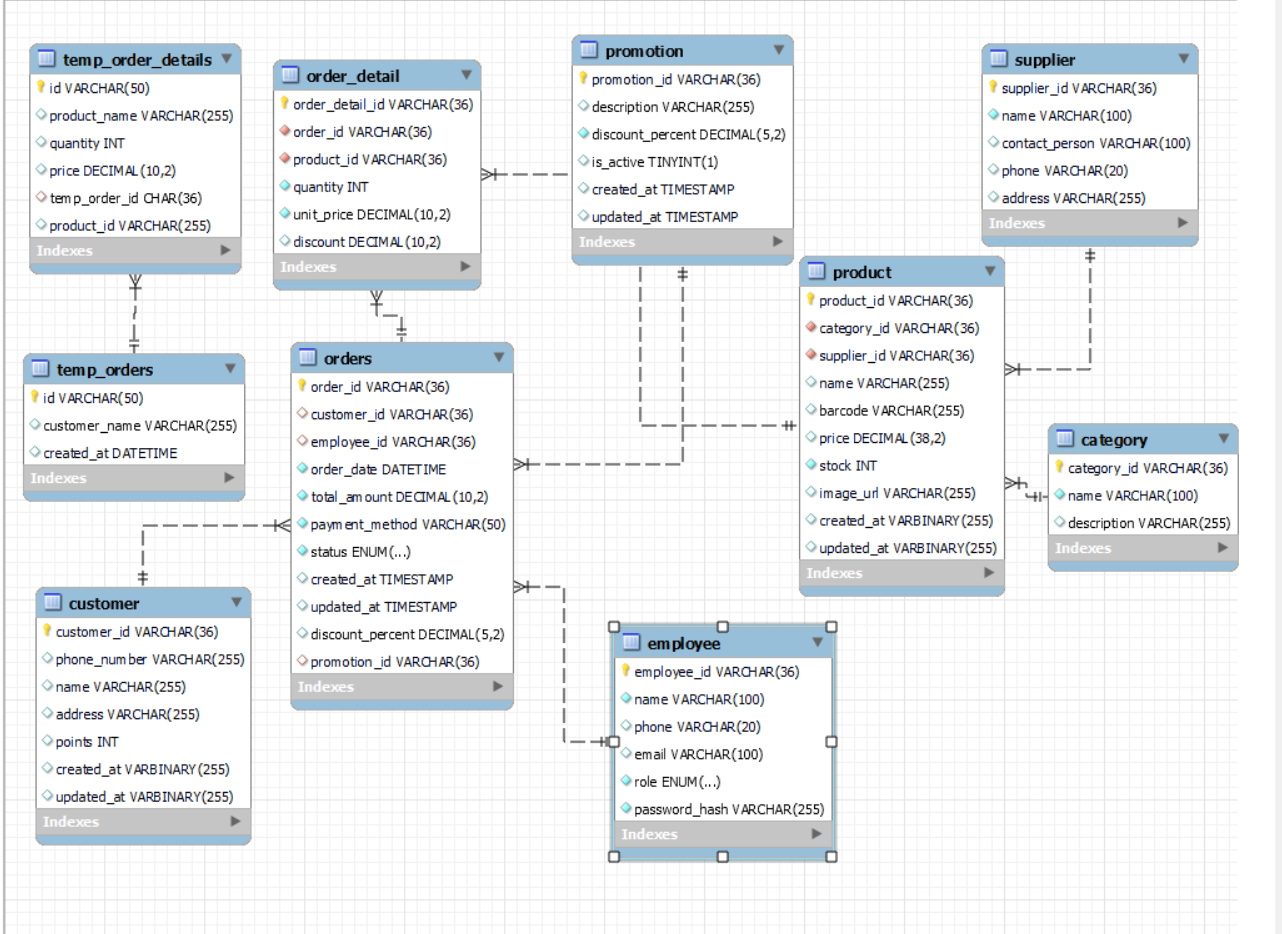 temp_order_details
id VARCHAR(50)
product_name VARCHAR(255)
quantity INT
price DECIMAL(10,2)
temp_order_id CHAR(36)
product_id VARCHAR(255)
Indexes
order_detail
order_detail_id VARCHAR(36)
order_id VARCHAR(36)
product_id VARCHAR(36)
quantity INT
unit_price DECIMAL(10,2)
discount DECIMAL(10,2)
Indexes
promotion
promotion_id VARCHAR(36)
description VARCHAR(255)
discount_percent DECIMAL(5,2)
is_active TINYINT(1)
created_at TIMESTAMP
updated_at TIMESTAMP
Indexes
supplier
supplier_id VARCHAR(36)
name VARCHAR(100)
contact_person VARCHAR(100)
phone VARCHAR(20)
address VARCHAR(255)
Indexes
product
product_id VARCHAR(36)
category_id VARCHAR(36)
supplier_id VARCHAR(36)
name VARCHAR(255)
barcode VARCHAR(255)
price DECIMAL(38,2)
stock INT
image_url VARCHAR(255)
created_at VARBINARY(255)
updated_at VARBINARY(255)
Indexes
temp_orders
id VARCHAR(50)
customer_name VARCHAR(255)
created_at DATETIME
Indexes
orders
order_id VARCHAR(36)
customer_id VARCHAR(36)
employee_id VARCHAR(36)
order_date DATETIME
total_amount DECIMAL(10,2)
payment_method VARCHAR(50)
status ENUM(...)
created_at TIMESTAMP
updated_at TIMESTAMP
discount_percent DECIMAL(5,2)
promotion_id VARCHAR(36)
Indexes
category
category_id VARCHAR(36)
name VARCHAR(100)
description VARCHAR(255)
Indexes
customer
customer_id VARCHAR(36)
phone_number VARCHAR(255)
name VARCHAR(255)
address VARCHAR(255)
points INT
created_at VARBINARY(255)
updated_at VARBINARY(255)
Indexes
employee
employee_id VARCHAR(36)
name VARCHAR(100)
phone VARCHAR(20)
email VARCHAR(100)
role ENUM(...)
password_hash VARCHAR(255)
Indexes